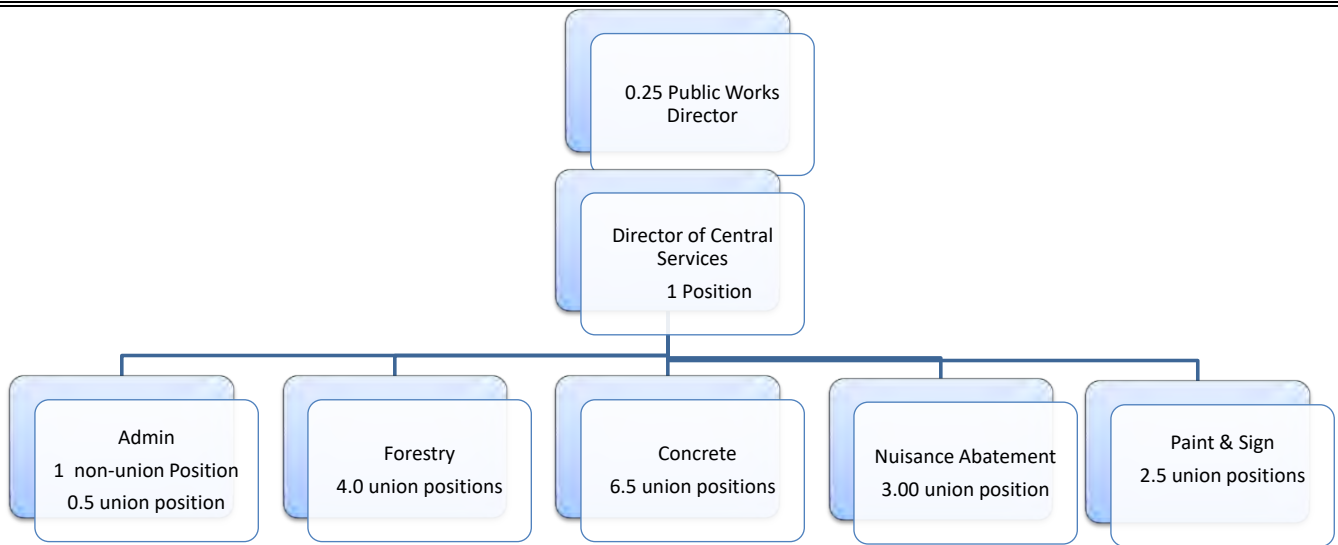 0.25 Public Works
Director
Director of Central
Services
1 Position
Admin
1 non-union Position
0.5 union position
Forestry
4.0 union positions
Concrete
6.5 union positions
Nuisance Abatement
3.00 union position
Paint & Sign
2.5 union positions